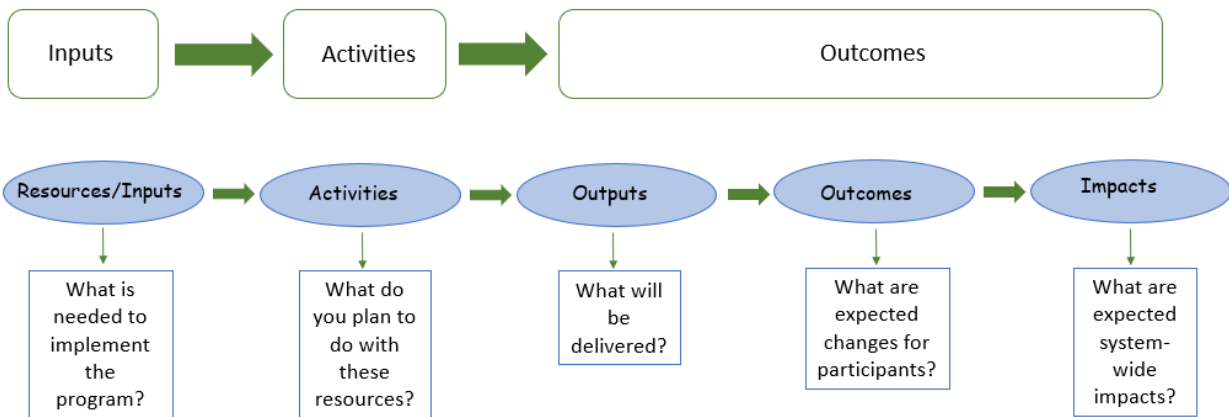 Inputs
Activities
Outcomes
Resources/Inputs
Activities
Outputs
Outcomes
Impacts
What is
needed to
implement
the
program?
What do
you plan to
do with
these
resources?
What will
be
delivered?
What are
expected
changes for
participants?
What are
expected
system-
wide
impacts?